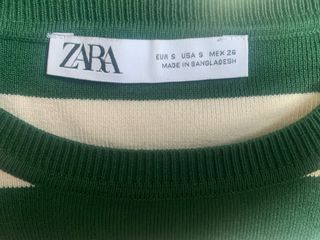 ZARA
EUR S USA S MEX 26
MADE IN BANGLADESH